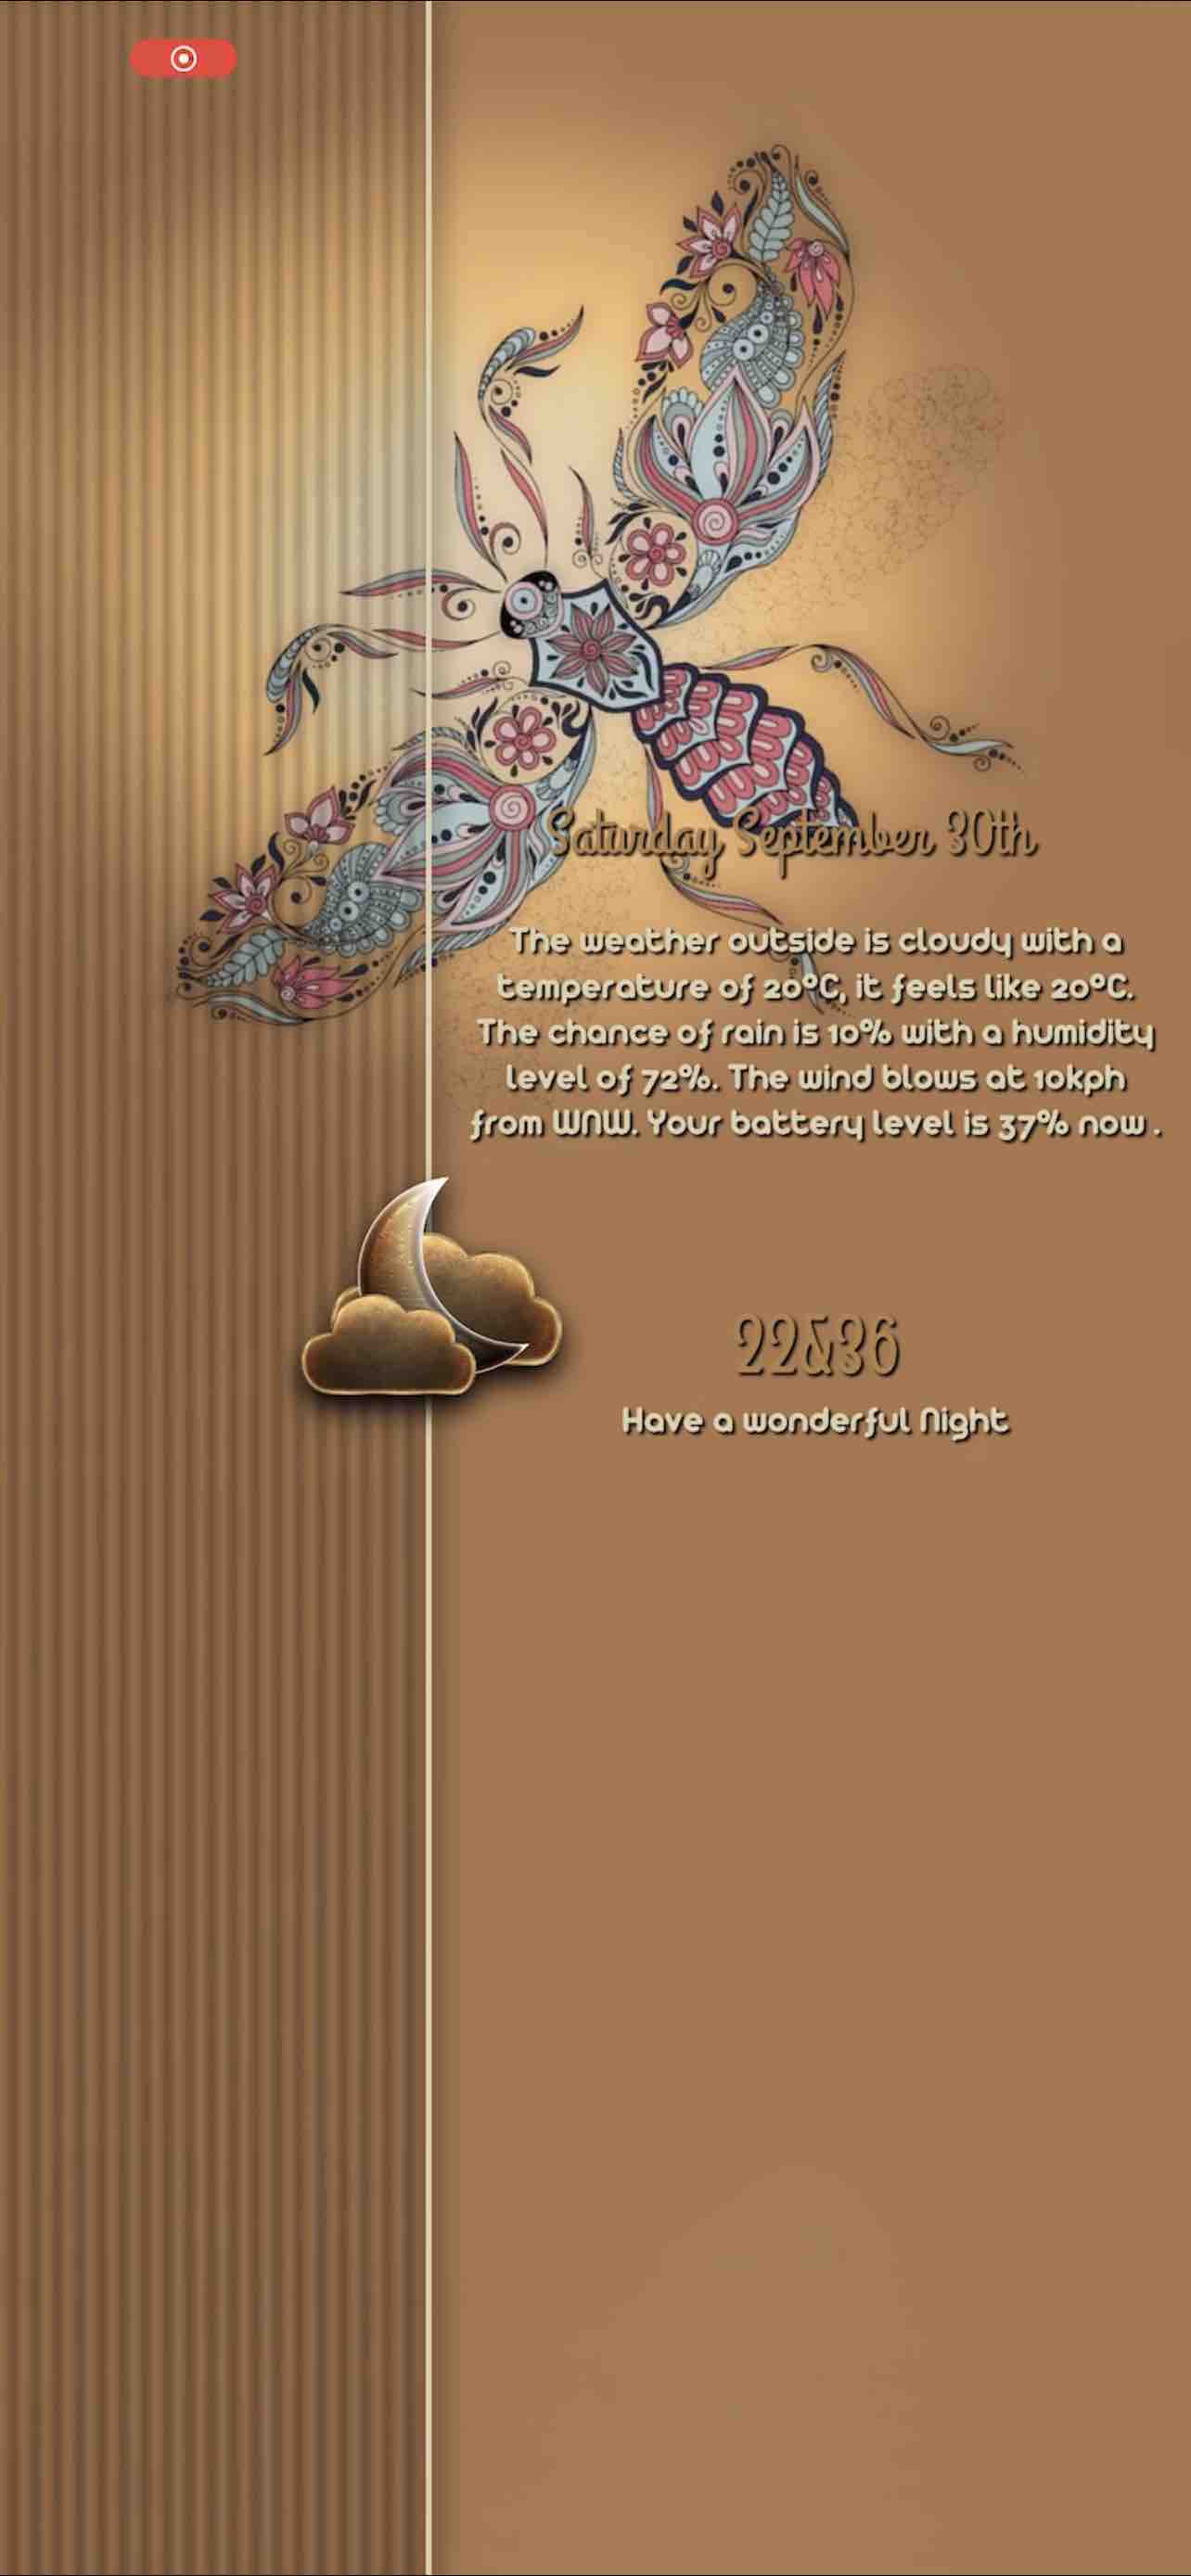 Saturday September 30th
The weather outside is cloudy with a
temperature of 20°C, it feels like 20°C.
The chance of rain is 10% with a humidity
level of 72%. The wind blows at 10kph
from WNW. Your battery level is 37% now .
22&36
Have a wonderful Night